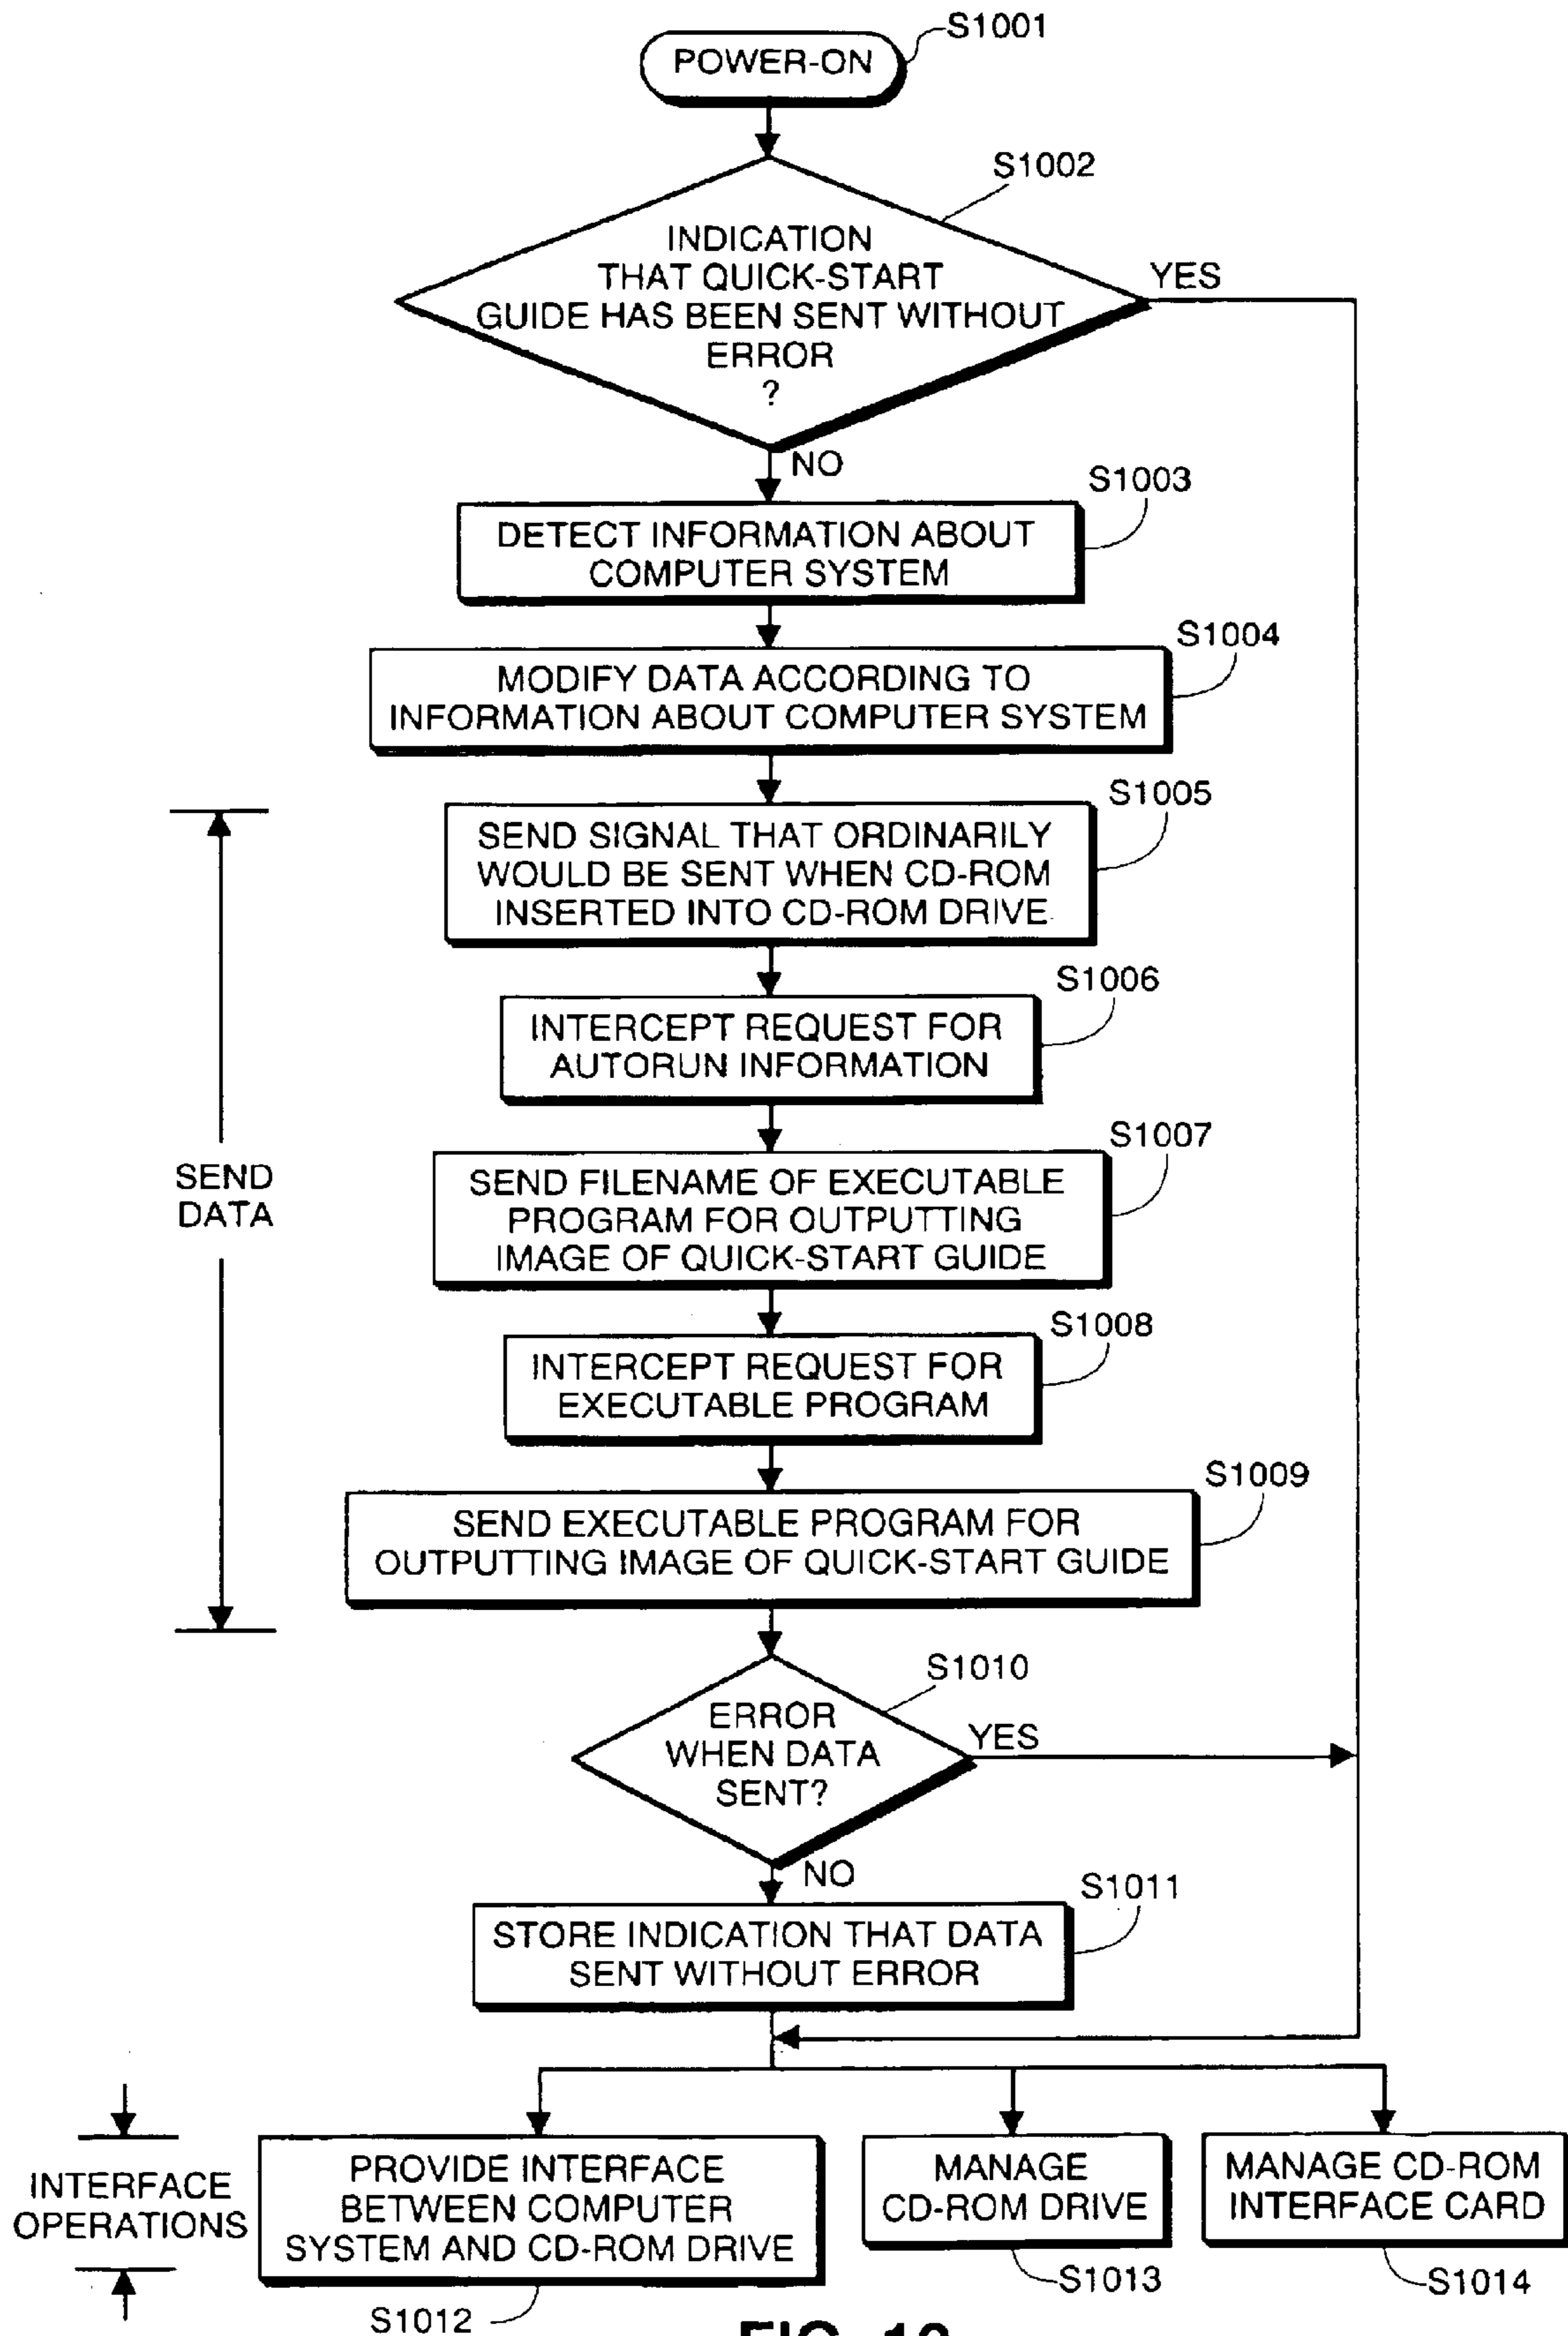 S1001
POWER-ON
S1002
INDICATION
THAT QUICK-START
GUIDE HAS BEEN SENT WITHOUT
ERROR
?
YES
NO
S1003
DETECT INFORMATION ABOUT
COMPUTER SYSTEM
S1004
MODIFY DATA ACCORDING TO
INFORMATION ABOUT COMPUTER SYSTEM
S1005
SEND SIGNAL THAT ORDINARILY
WOULD BE SENT WHEN CD-ROM
INSERTED INTO CD-ROM DRIVE
S1006
INTERCEPT REQUEST FOR
AUTORUN INFORMATION
S1007
SEND FILENAME OF EXECUTABLE
PROGRAM FOR OUTPUTTING
IMAGE OF QUICK-START GUIDE
SEND
DATA
S1008
INTERCEPT REQUEST FOR
EXECUTABLE PROGRAM
S1009
SEND EXECUTABLE PROGRAM FOR
OUTPUTTING IMAGE OF QUICK-START GUIDE
S1010
ERROR
WHEN DATA
SENT?
YES
NO
S1011
STORE INDICATION THAT DATA
SENT WITHOUT ERROR
INTERFACE
OPERATIONS
PROVIDE INTERFACE
BETWEEN COMPUTER
SYSTEM AND CD-ROM DRIVE
S1012
MANAGE
CD-ROM DRIVE
S1013
MANAGE CD-ROM
INTERFACE CARD
S1014